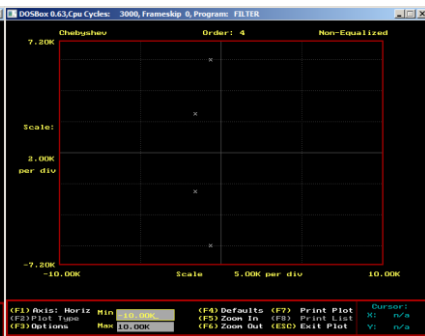 DOSBox 0.63,Cpu Cycles: 3000, Frameskip 0, Program: FILTER
Chebyshev Order: 4 Non-Equalized
7.20K
Scale:
2.00K
per div
-7.20K
-10.00K Scale 5.00K per div 10.00K
(F1) Axis: Horiz Min -10.00K_ (F4) Defaults (F7) Print Plot Cursor:
(F2) Plot Type (F5) Zoom In (F8) Print List X: n/a
(F3) Options Max 10.00K (F6) Zoom Out (ESC) Exit Plot Y: n/a